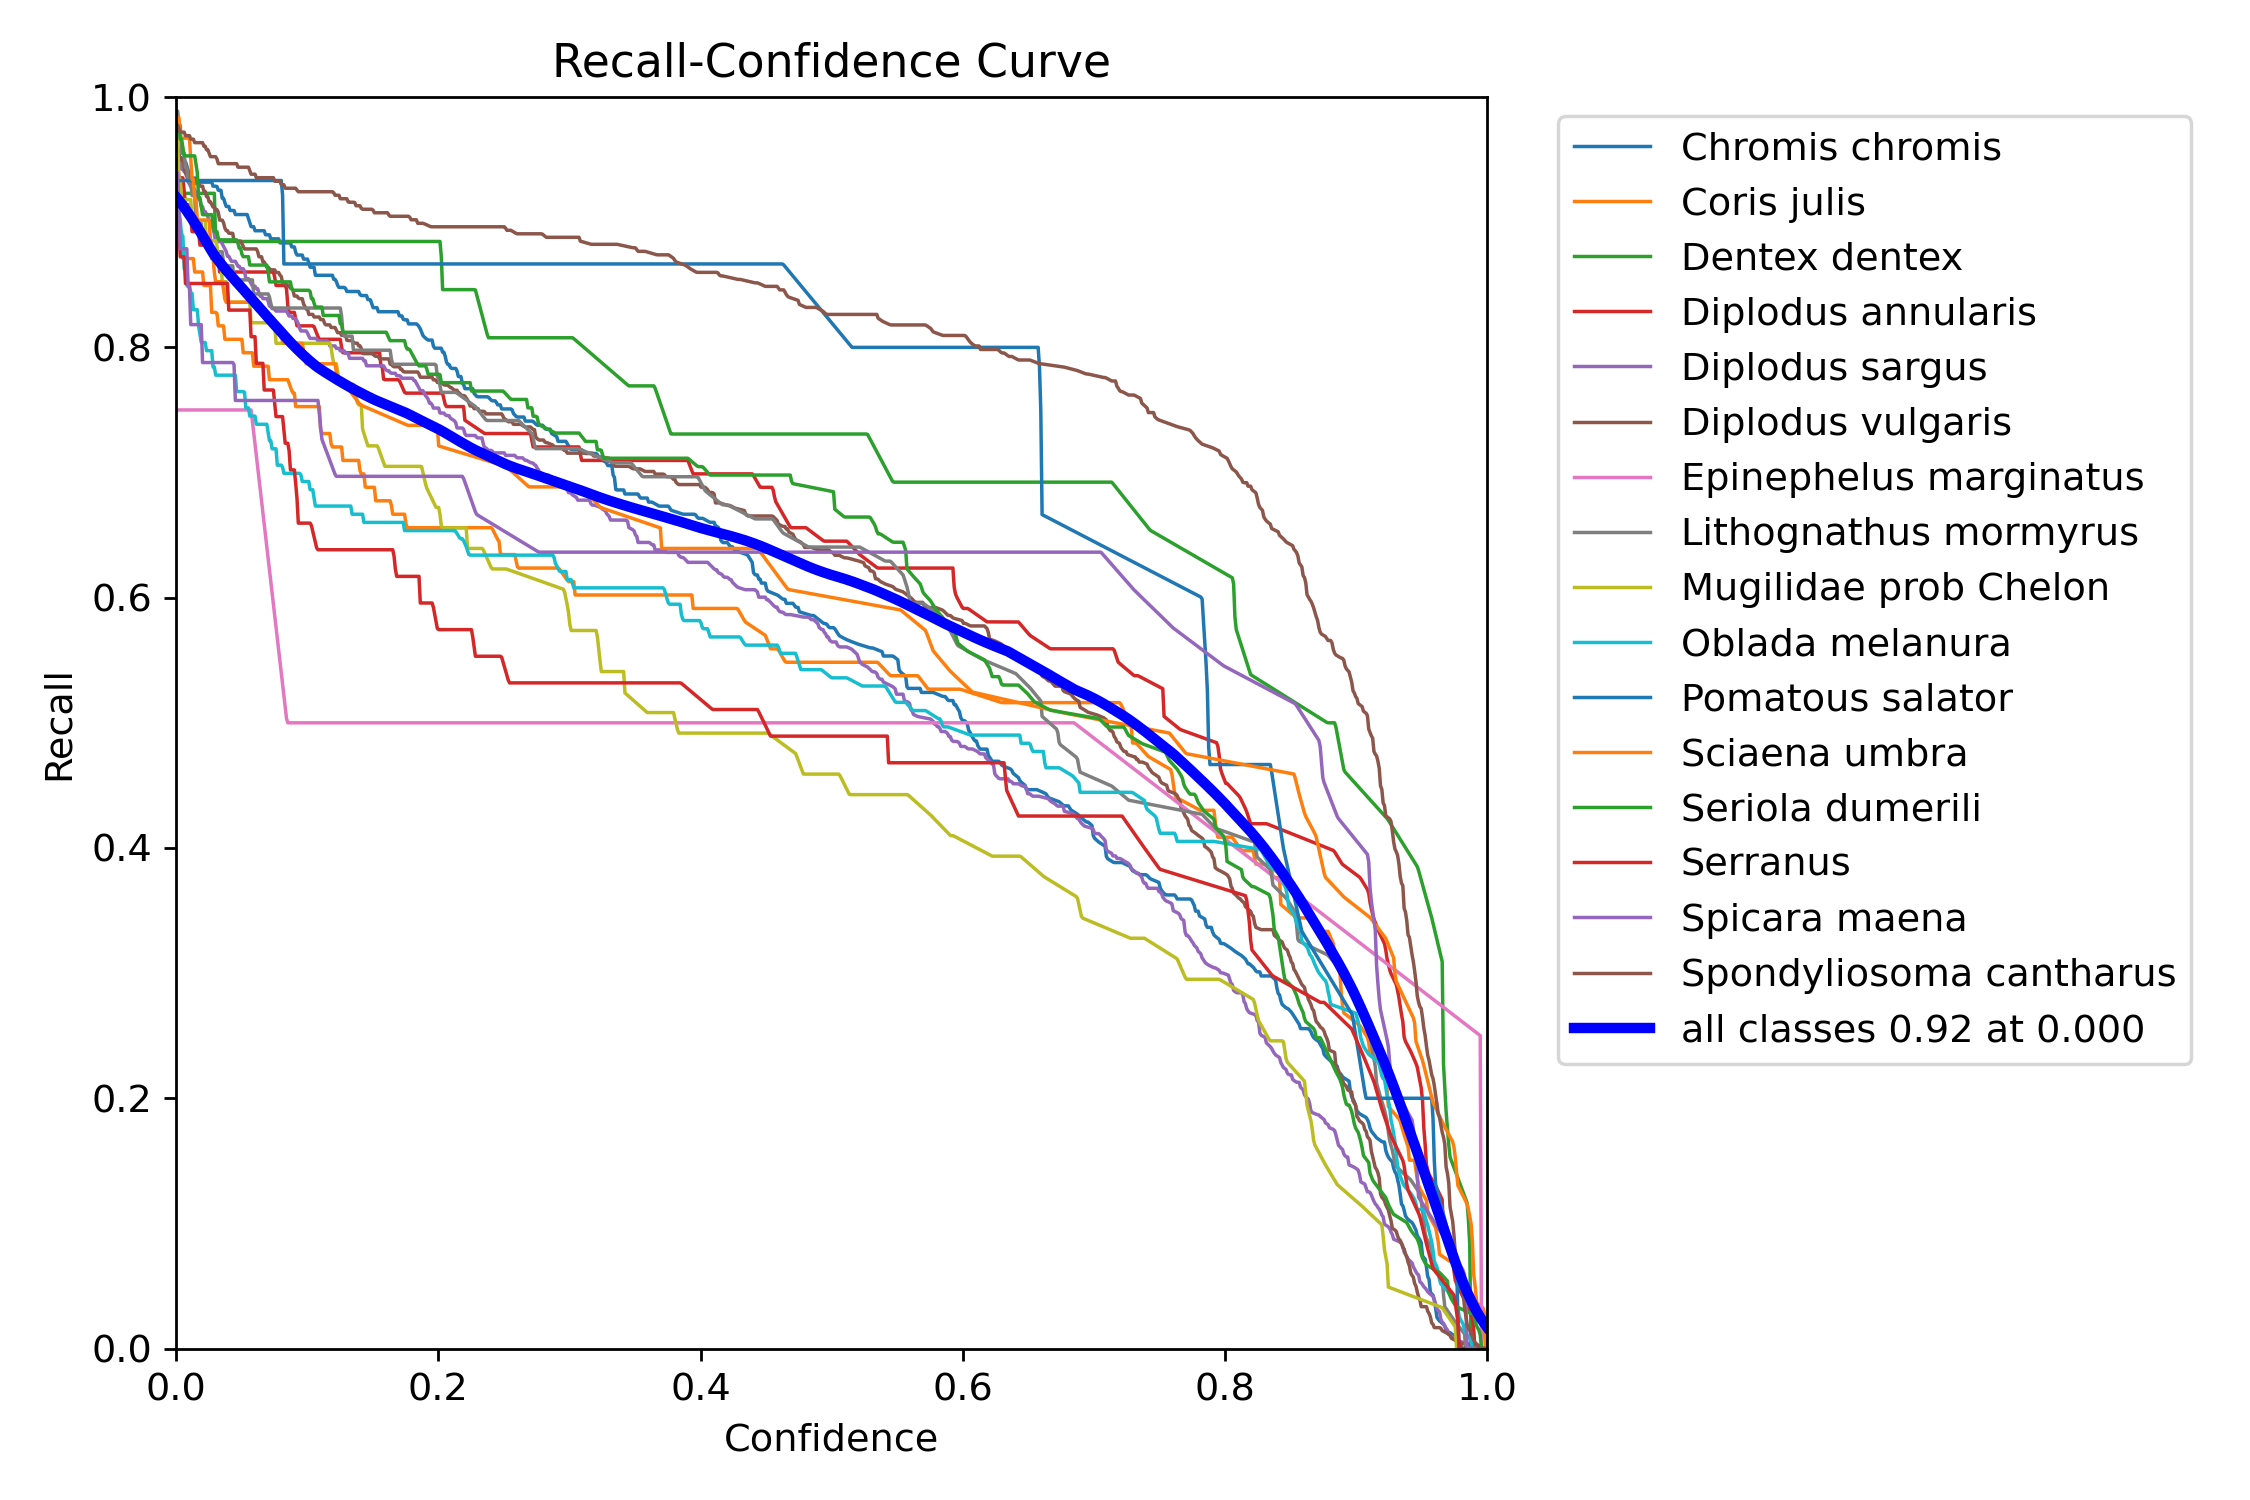 Recall-Confidence Curve
1.0
0.8
0.6
0.4
0.2
0.0
Recall
0.0 0.2 0.4 0.6 0.8 1.0
Confidence
Chromis chromis
Coris julis
Dentex dentex
Diplodus annularis
Diplodus sargus
Diplodus vulgaris
Epinephelus marginatus
Lithognathus mormyrus
Mugilidae prob Chelon
Oblada melanura
Pomatous salator
Sciaena umbra
Seriola dumerili
Serranus
Spicara maena
Spondyliosoma cantharus
all classes 0.92 at 0.000